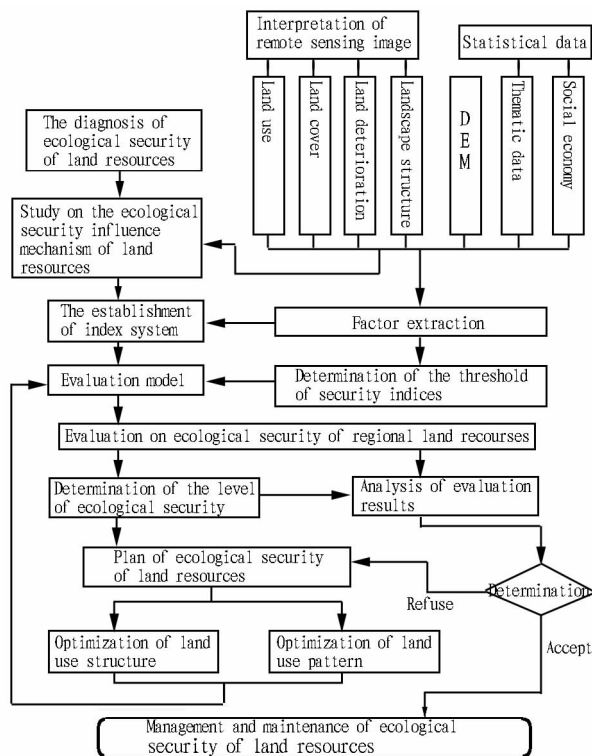 Interpretation of
remote sensing image
Statistical data
Land use
Land cover
Land deterioration
Landscape structure
DEM
Thematic data
Social economy
The diagnosis of
ecological security
of land resources
Study on the ecological
security influence
mechanism of land
resources
The establishment
of index system
Factor extraction
Evaluation model
Determination of the threshold
of security indices
Evaluation on ecological security of regional land recourses
Determination of the level
of ecological security
Analysis of evaluation
results
Plan of ecological security
of land resources
Determination
Refuse
Accept
Optimization of land
use structure
Optimization of land
use pattern
Management and maintenance of ecological
security of land resources